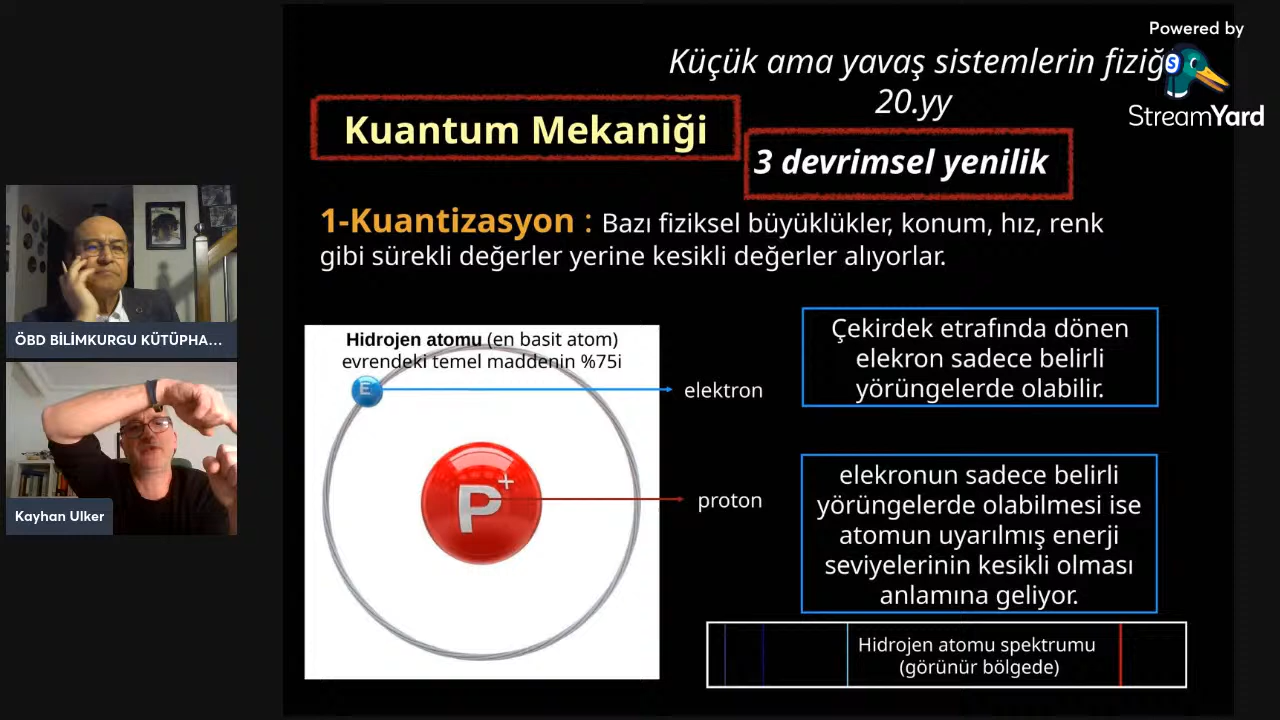 Powered by
StreamYard
Küçük ama yavaş sistemlerin fiziği
20.yy
Kuantum Mekaniği
3 devrimsel yenilik
1-Kuantizasyon : Bazı fiziksel büyüklükler, konum, hız, renk
gibi sürekli değerler yerine kesikli değerler alıyorlar.
ÖBD BİLİMKURGU KÜTÜPHA...
Kayhan Ulker
Hidrojen atomu (en basit atom)
evrendeki temel maddenin %75i
E-
elektron
P+
proton
Çekirdek etrafında dönen
elekron sadece belirli
yörüngelerde olabilir.
elekronun sadece belirli
yörüngelerde olabilmesi ise
atomun uyarılmış enerji
seviyelerinin kesikli olması
anlamına geliyor.
Hidrojen atomu spektrumu
(görünür bölgede)